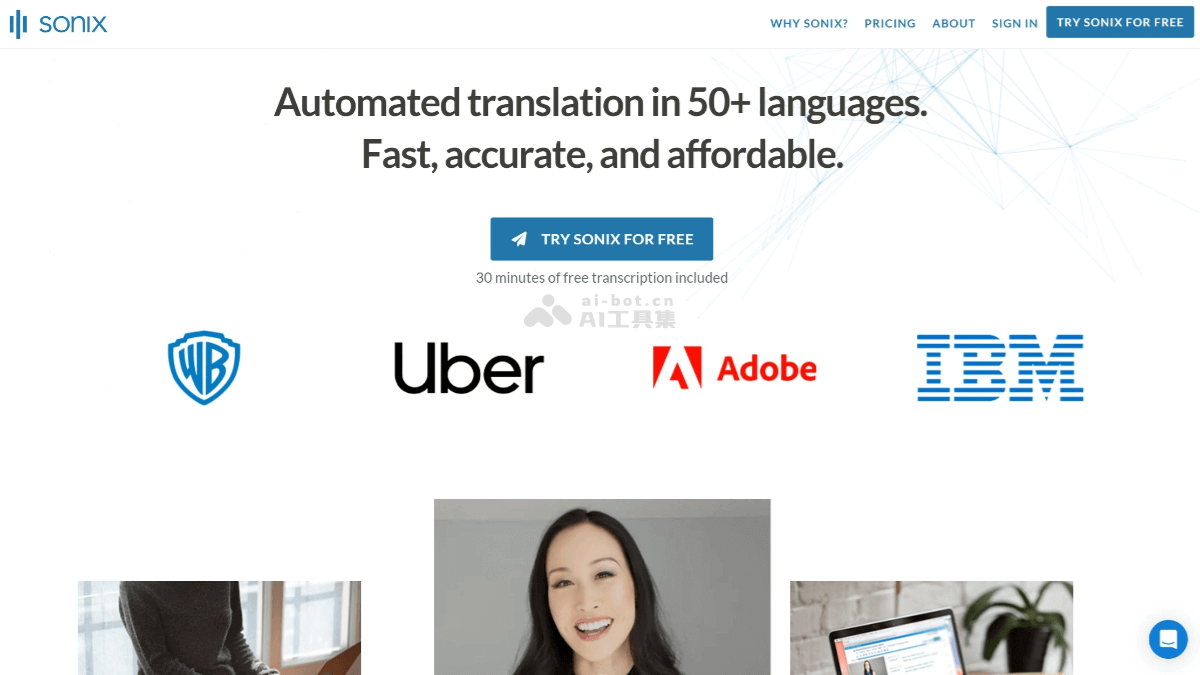 sonix
WHY SONIX?
PRICING
ABOUT
SIGN IN
TRY SONIX FOR FREE
Automated translation in 50+ languages.
Fast, accurate, and affordable.
TRY SONIX FOR FREE
30 minutes of free transcription included
ai-bot.cn
AI工具集
WB
Uber
Adobe
IBM